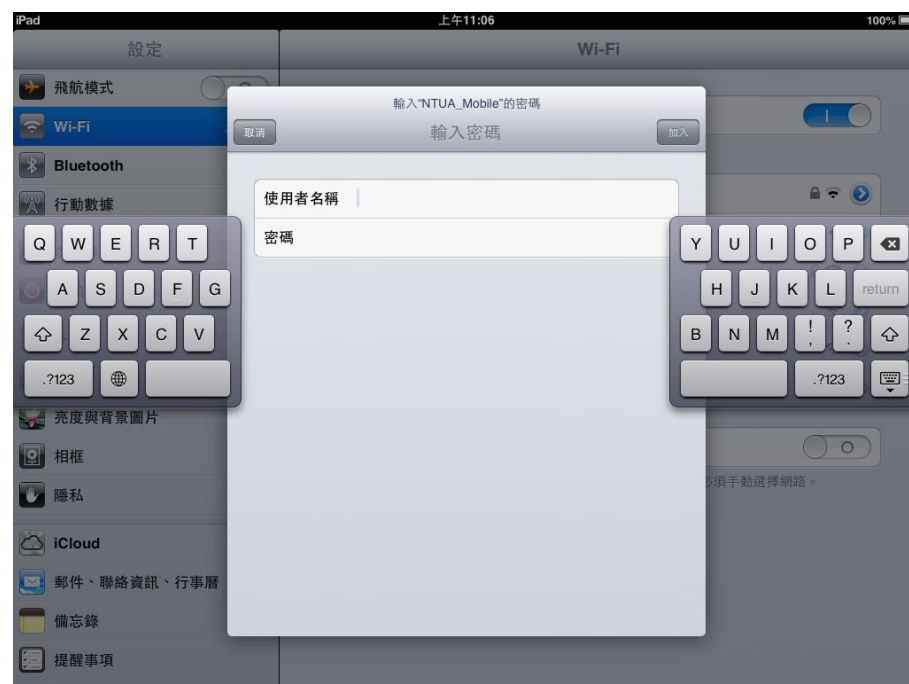 iPad 上午11:06 100%
設定 Wi-Fi
飛航模式
Wi-Fi
Bluetooth
行動數據
亮度與背景圖片
相框
隱私
iCloud
郵件、聯絡資訊、行事曆
備忘錄
提醒事項
輸入“NTUA_Mobile”的密碼
取消 輸入密碼 加入
使用者名稱
密碼
Q W E R T
A S D F G
Z X C V
.?123
Y U I O P
H J K L return
B N M ! , ? .
.?123
必須手動選擇網路。